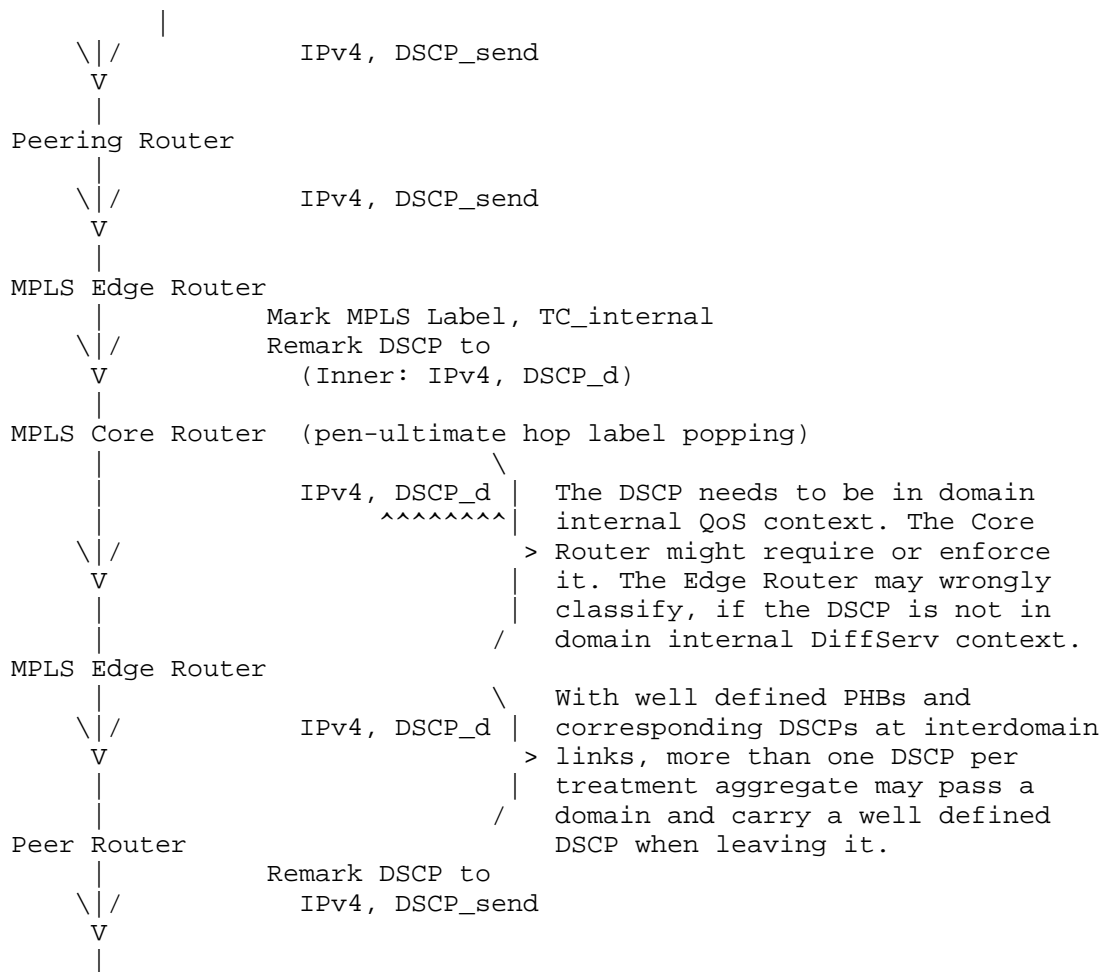 |
    \|/           IPv4, DSCP_send
     V
     |
Peering Router
     |
    \|/           IPv4, DSCP_send
     V
     |
MPLS Edge Router
     |          Mark MPLS Label, TC_internal
    \|/         Remark DSCP to
     V            (Inner: IPv4, DSCP_d)
     |
MPLS Core Router  (pen-ultimate hop label popping)
     |                       \
     |            IPv4, DSCP_d |  The DSCP needs to be in domain
     |                 ^^^^^^^^|  internal QoS context. The Core
    \|/                         > Router might require or enforce
     V                         |  it. The Edge Router may wrongly
     |                         |  classify, if the DSCP is not in
     |                        /   domain internal DiffServ context.
MPLS Edge Router
     |                        \   With well defined PHBs and
    \|/           IPv4, DSCP_d |  corresponding DSCPs at interdomain
     V                          > links, more than one DSCP per
     |                         |  treatment aggregate may pass a
     |                        /   domain and carry a well defined
Peer Router                       DSCP when leaving it.
     |          Remark DSCP to
    \|/           IPv4, DSCP_send
     V
     |